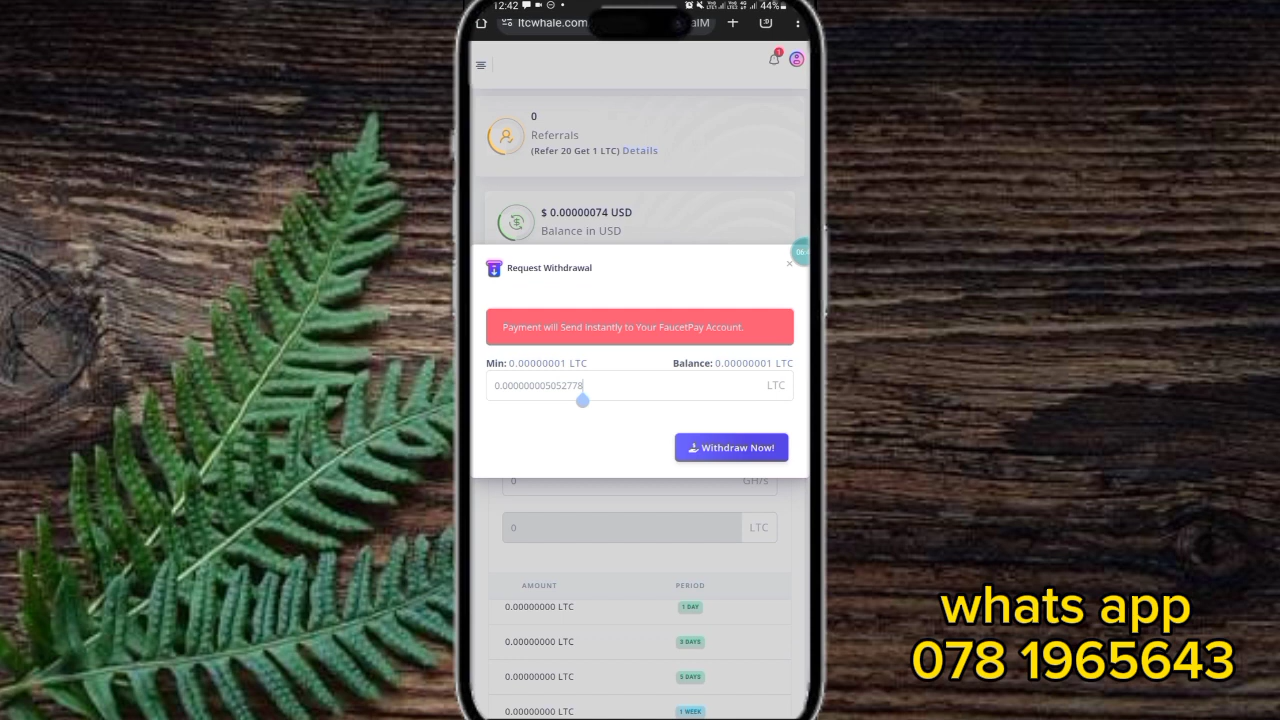 12:42
44%
ltcwhale.com
1
0
Referrals
(Refer 20 Get 1 LTC) Details
$ 0.00000074 USD
Balance in USD
Request Withdrawal
×
Payment will Send instantly to Your FaucetPay Account.
Min: 0.00000001 LTC Balance: 0.00000001 LTC
0.000000005052778 LTC
Withdraw Now!
0 GH/s
0 LTC
AMOUNT PERIOD
0.00000000 LTC 1 DAY
0.00000000 LTC 3 DAYS
0.00000000 LTC 5 DAYS
0.00000000 LTC 1 WEEK
whats app
078 1965643